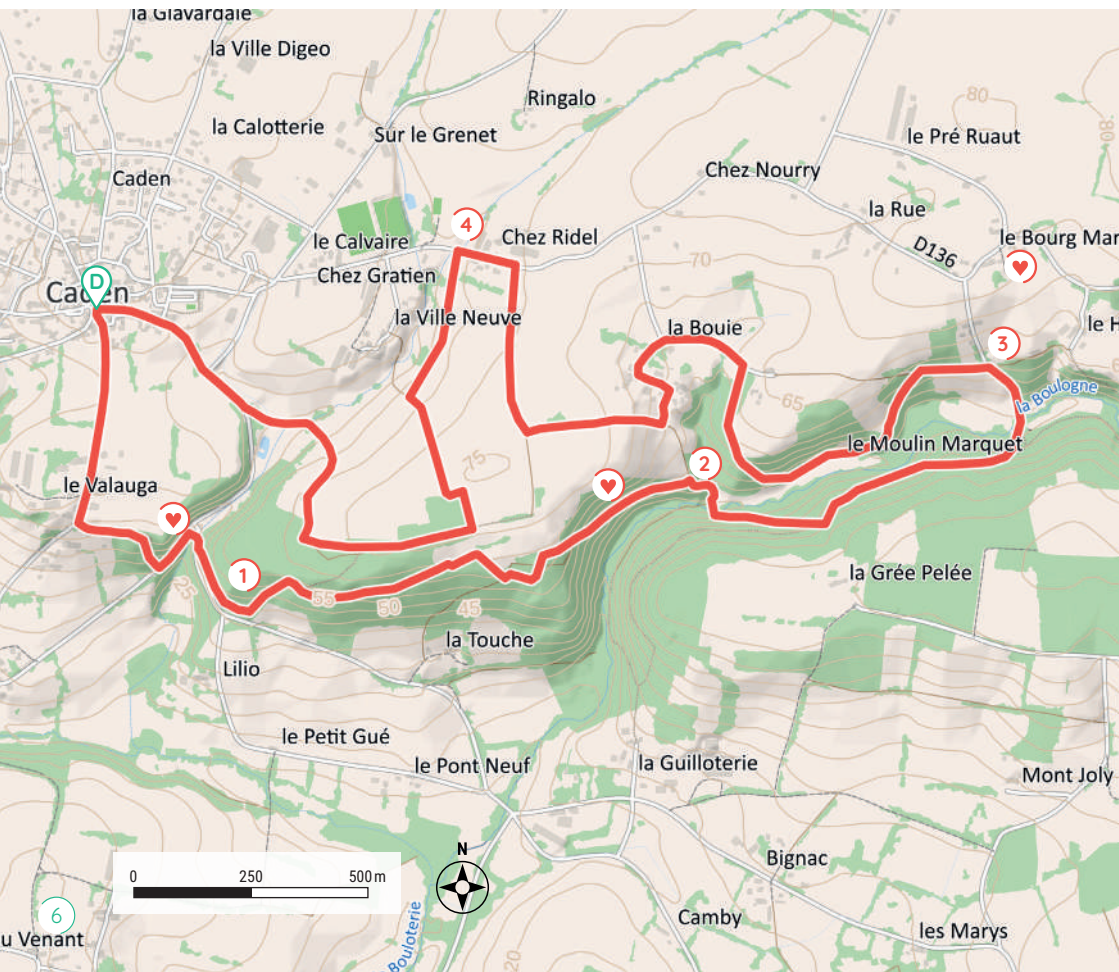 la Glavardaie
la Ville Digeo
Ringalo
80
la Calotterie
Sur le Grenet
le Pré Ruaut
80
Chez Nourry
Caden
la Rue
4
le Calvaire
Chez Ridel
D136
le Bourg Mar
Chez Gratien
70
D
Caden
la Ville Neuve
la Bouie
le H
3
la Boulogne
65
le Moulin Marquet
75
2
le Valauga
1
35
55
50
45
la Grée Pelée
la Touche
Lilio
le Petit Gué
le Pont Neuf
la Guilloterie
Mont Joly
N
0 250 500 m
Bignac
6
Camby
les Marys
u Venant
Bouloterie
20